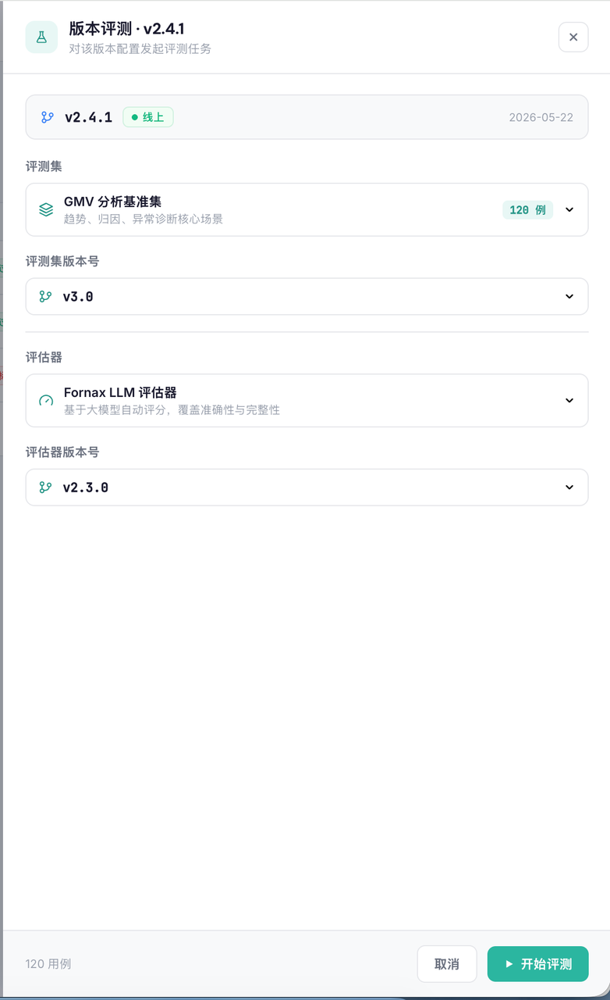 版本评测 · v2.4.1
对该版本配置发起评测任务
v2.4.1 线上 2026-05-22
评测集
GMV 分析基准集
趋势、归因、异常诊断核心场景
120 例
评测集版本号
v3.0
评估器
Fornax LLM 评估器
基于大模型自动评分，覆盖准确性与完整性
评估器版本号
v2.3.0
120 用例 取消 开始评测